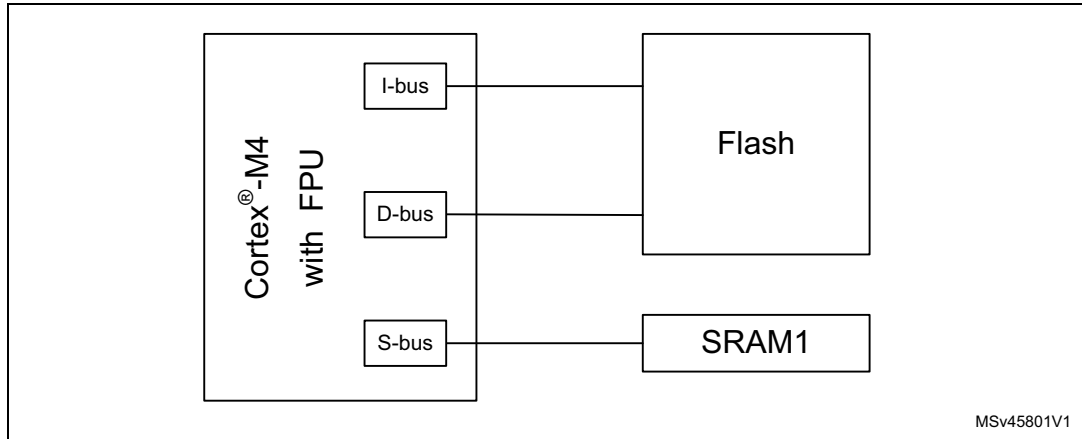 Cortex®-M4
with FPU
I-bus
D-bus
S-bus
Flash
SRAM1
MSv45801V1